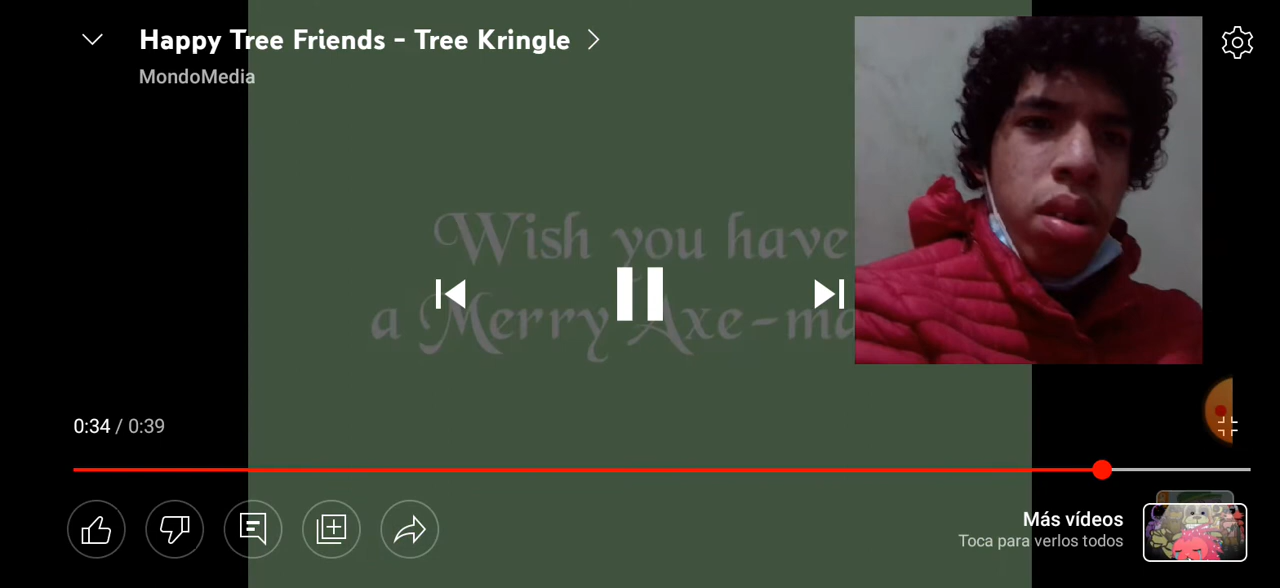 Happy Tree Friends - Tree Kringle
MondoMedia
Wish you have
a Merry Axe-ma
0:34 / 0:39
Más vídeos
Toca para verlos todos